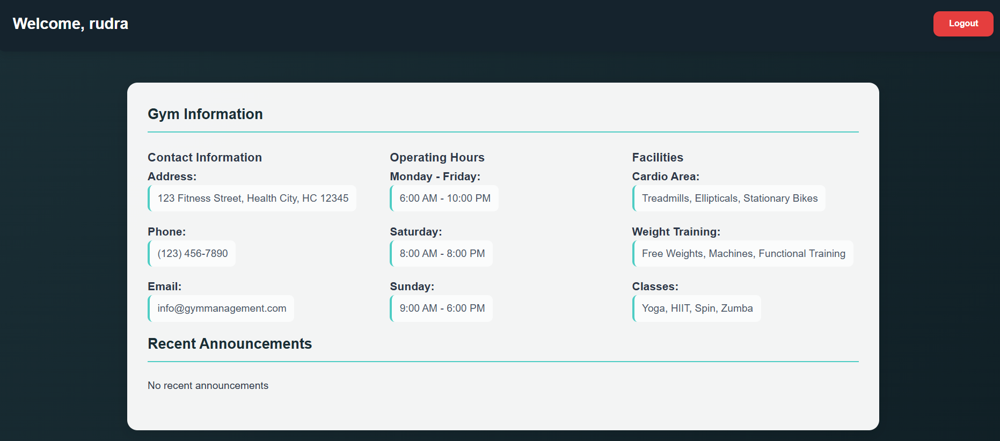 Welcome, rudra
Logout
Gym Information
Contact Information
Address:
123 Fitness Street, Health City, HC 12345
Phone:
(123) 456-7890
Email:
info@gymmanagement.com
Operating Hours
Monday - Friday:
6:00 AM - 10:00 PM
Saturday:
8:00 AM - 8:00 PM
Sunday:
9:00 AM - 6:00 PM
Facilities
Cardio Area:
Treadmills, Ellipticals, Stationary Bikes
Weight Training:
Free Weights, Machines, Functional Training
Classes:
Yoga, HIIT, Spin, Zumba
Recent Announcements
No recent announcements